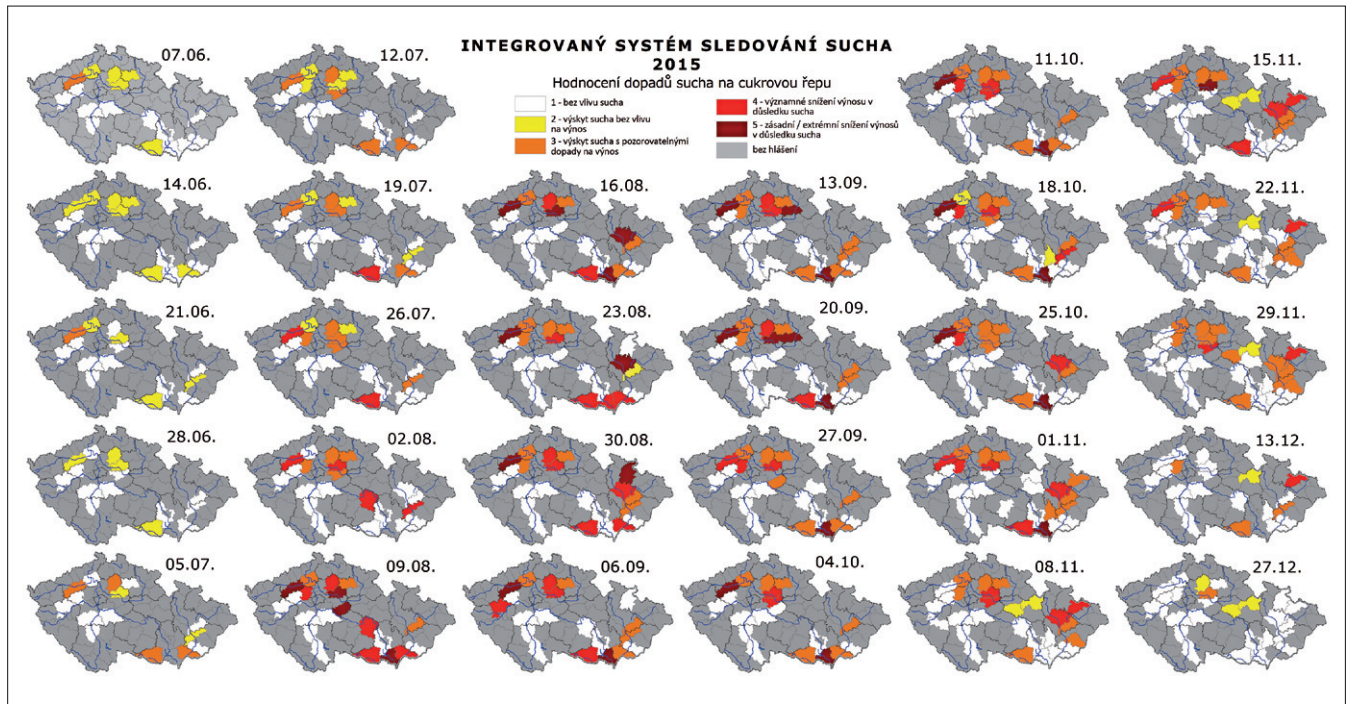 INTEGROVANÝ SYSTÉM SLEDOVÁNÍ SUCHA
2015
Hodnocení dopadů sucha na cukrovou řepu
1 - bez vlivu sucha
2 - výskyt sucha bez vlivu
na výnos
3 - výskyt sucha s pozorovatelnými
dopady na výnos
4 - významné snížení výnosu v
důsledku sucha
5 - zásadní / extrémní snížení výnosů
v důsledku sucha
bez hlášení
07.06.
12.07.
11.10.
15.11.
14.06.
19.07.
16.08.
13.09.
18.10.
22.11.
21.06.
26.07.
23.08.
20.09.
25.10.
29.11.
28.06.
02.08.
30.08.
27.09.
01.11.
13.12.
05.07.
09.08.
06.09.
04.10.
08.11.
27.12.